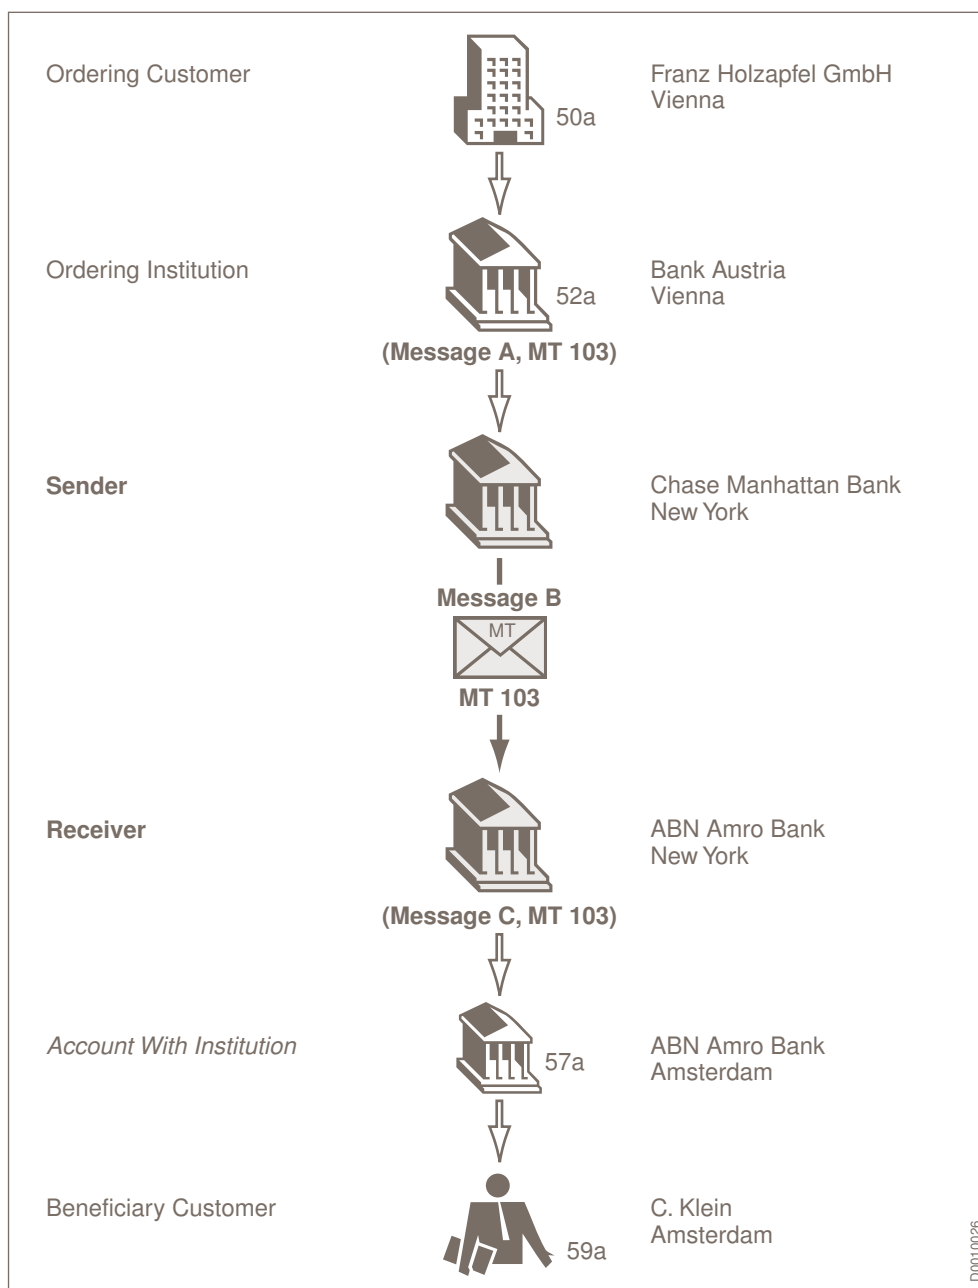 Ordering Customer
Franz Holzapfel GmbH
Vienna
50a
Ordering Institution
Bank Austria
Vienna
52a
(Message A, MT 103)
Sender
Chase Manhattan Bank
New York
Message B
MT
MT 103
Receiver
ABN Amro Bank
New York
(Message C, MT 103)
Account With Institution
ABN Amro Bank
Amsterdam
57a
Beneficiary Customer
C. Klein
Amsterdam
59a
D0010026